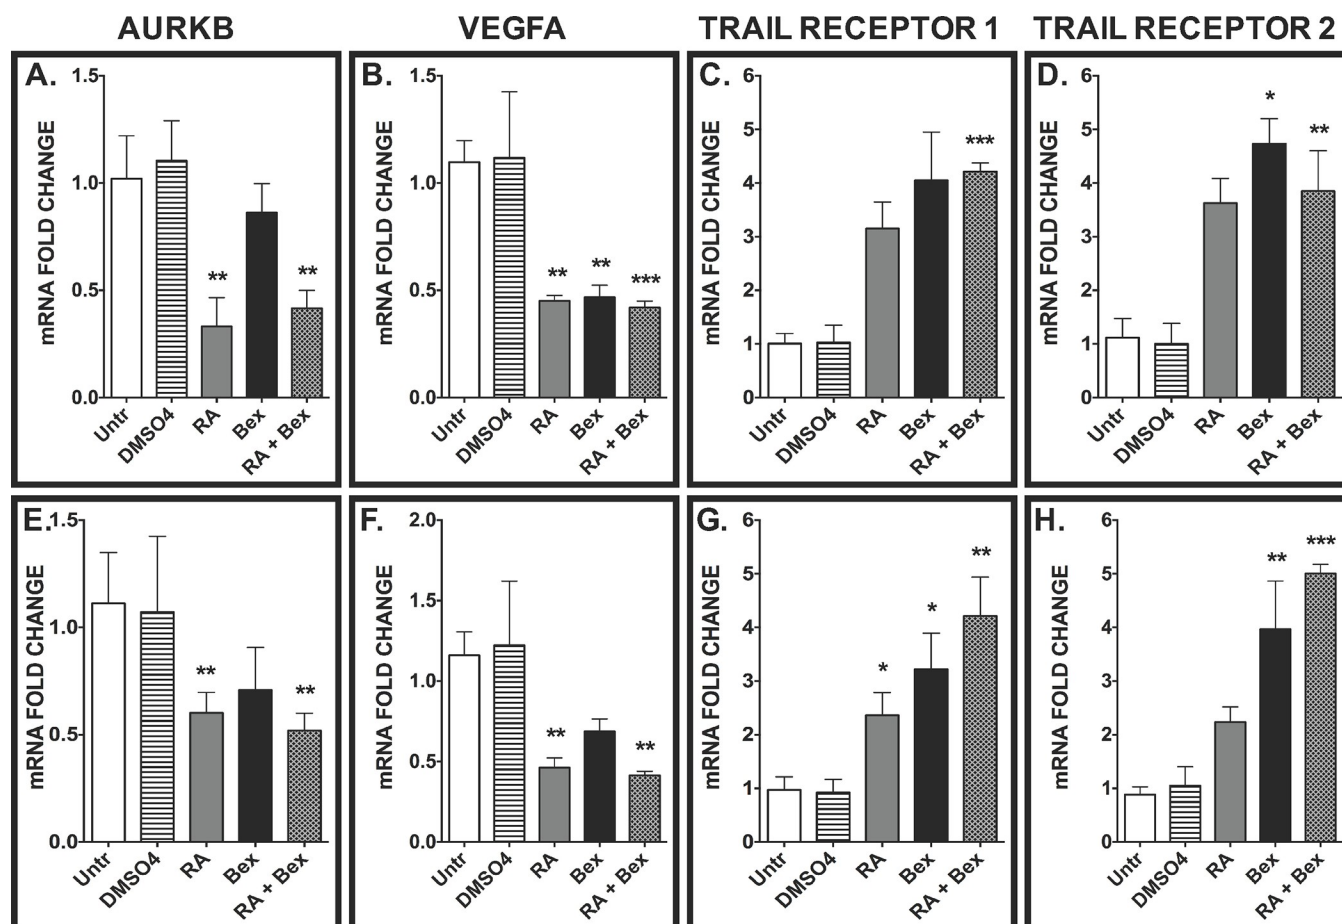 AURKB VEGFA TRAIL RECEPTOR 1 TRAIL RECEPTOR 2
A.
mRNA FOLD CHANGE
1.5
1.0
0.5
0.0
** **
Untr DMSO4 RA Bex RA + Bex
B.
mRNA FOLD CHANGE
1.5
1.0
0.5
0.0
** ** ***
Untr DMSO4 RA Bex RA + Bex
C.
mRNA FOLD CHANGE
6
5
4
3
2
1
0
***
Untr DMSO4 RA Bex RA + Bex
D.
mRNA FOLD CHANGE
6
5
4
3
2
1
0
* **
Untr DMSO4 RA Bex RA + Bex
E.
mRNA FOLD CHANGE
1.5
1.0
0.5
0.0
** **
Untr DMSO4 RA Bex RA + Bex
F.
mRNA FOLD CHANGE
2.0
1.5
1.0
0.5
0.0
** **
Untr DMSO4 RA Bex RA + Bex
G.
mRNA FOLD CHANGE
6
5
4
3
2
1
0
* * **
Untr DMSO4 RA Bex RA + Bex
H.
mRNA FOLD CHANGE
6
5
4
3
2
1
0
** ***
Untr DMSO4 RA Bex RA + Bex